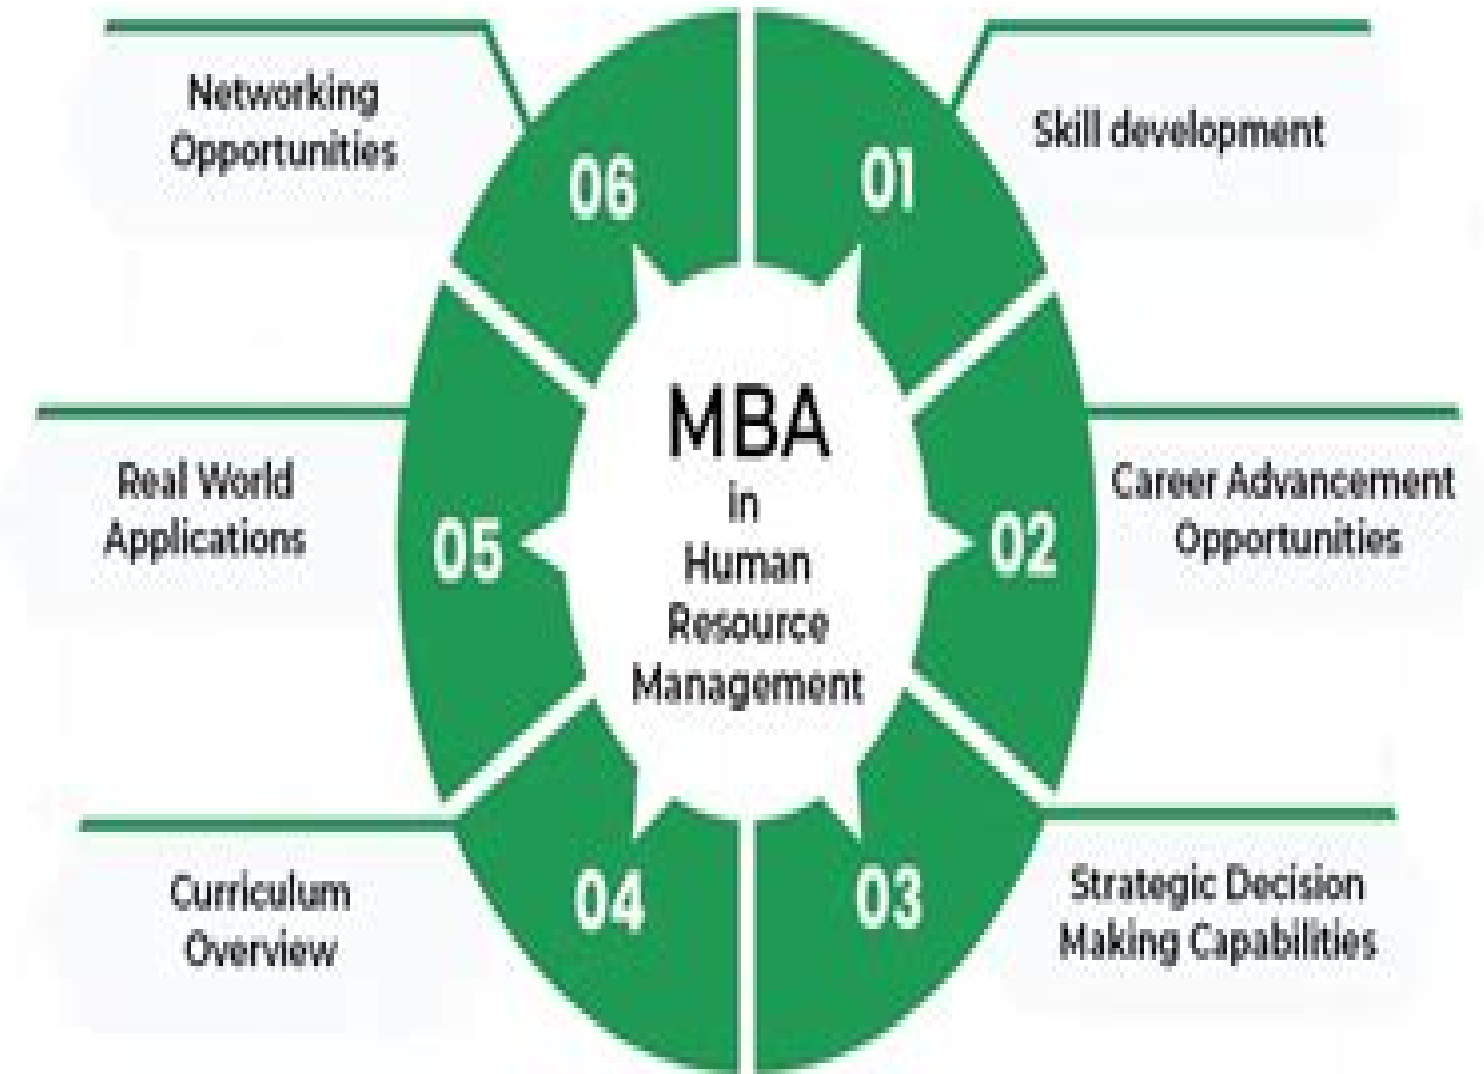 MBA
in
Human
Resource
Management
01
Skill development
02
Career Advancement
Opportunities
03
Strategic Decision
Making Capabilities
04
Curriculum
Overview
05
Real World
Applications
06
Networking
Opportunities